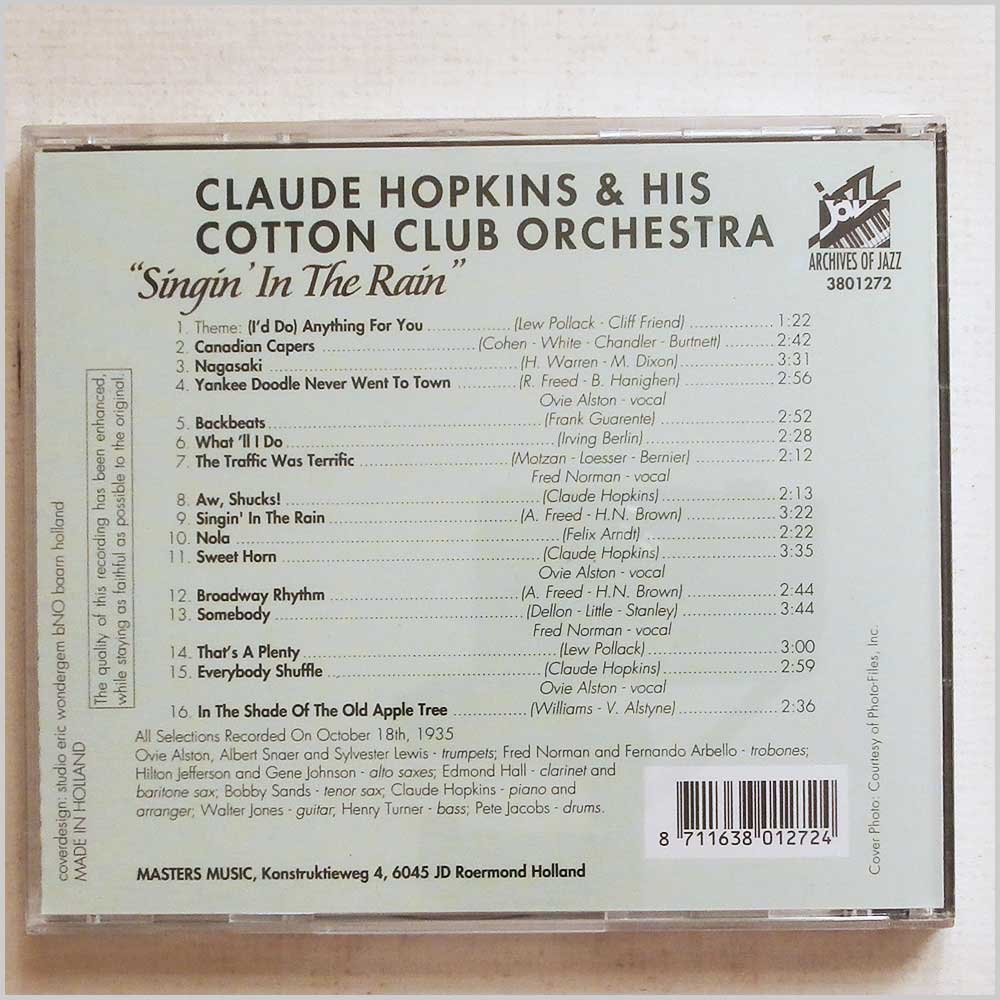 CLAUDE HOPKINS & HIS
COTTON CLUB ORCHESTRA
"Singin' In The Rain"
jazz
ARCHIVES OF JAZZ
3801272
1. Theme: (I'd Do) Anything For You (Lew Pollack - Cliff Friend) 1:22
2. Canadian Capers (Cohen - White - Chandler - Burtnett) 2:42
3. Nagasaki (H. Warren - M. Dixon) 3:31
4. Yankee Doodle Never Went To Town (R. Freed - B. Hanighen) 2:56
Ovie Alston - vocal
5. Backbeats (Frank Guarente) 2:52
6. What 'll I Do (Irving Berlin) 2:28
7. The Traffic Was Terrific (Motzan - Loesser - Bernier) 2:12
Fred Norman - vocal
8. Aw, Shucks! (Claude Hopkins) 2:13
9. Singin' In The Rain (A. Freed - H.N. Brown) 3:22
10. Nola (Felix Arndt) 2:22
11. Sweet Horn (Claude Hopkins) 3:35
Ovie Alston - vocal
12. Broadway Rhythm (A. Freed - H.N. Brown) 2:44
13. Somebody (Dellon - Little - Stanley) 3:44
Fred Norman - vocal
14. That's A Plenty (Lew Pollack) 3:00
15. Everybody Shuffle (Claude Hopkins) 2:59
Ovie Alston - vocal
16. In The Shade Of The Old Apple Tree (Williams - V. Alstyne) 2:36
All Selections Recorded On October 18th, 1935
Ovie Alston, Albert Snaer and Sylvester Lewis - trumpets; Fred Norman and Fernando Arbello - trobones;
Hilton Jefferson and Gene Johnson - alto saxes; Edmond Hall - clarinet and
baritone sax; Bobby Sands - tenor sax; Claude Hopkins - piano and
arranger; Walter Jones - guitar, Henry Turner - bass; Pete Jacobs - drums.
MASTERS MUSIC, Konstruktieweg 4, 6045 JD Roermond Holland
8 711638 012724
The quality of this recording has been enhanced,
while staying as faithful as possible to the original.
coverdesign: studio eric wondergem bNO baarn holland
MADE IN HOLLAND
Cover Photo: Courtesy of Photo-Files, Inc.